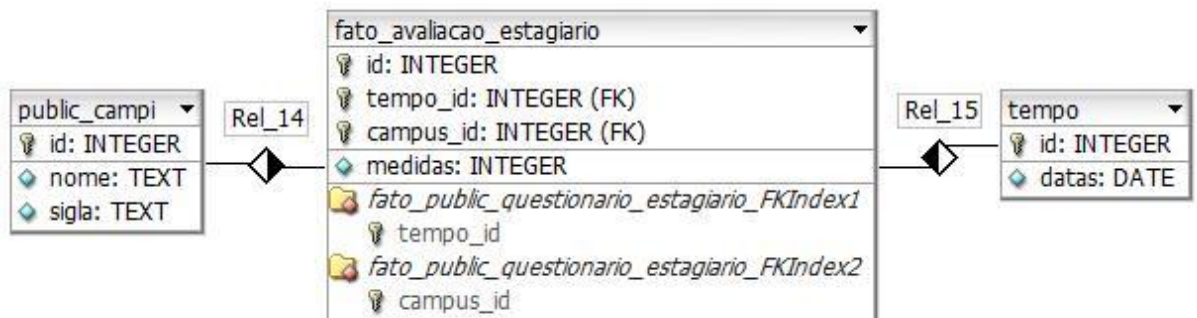 public_campi
id: INTEGER
nome: TEXT
sigla: TEXT
Rel_14
fato_avaliacao_estagiario
id: INTEGER
tempo_id: INTEGER (FK)
campus_id: INTEGER (FK)
medidas: INTEGER
fato_public_questionario_estagiario_FKIndex1
tempo_id
fato_public_questionario_estagiario_FKIndex2
campus_id
Rel_15
tempo
id: INTEGER
datas: DATE